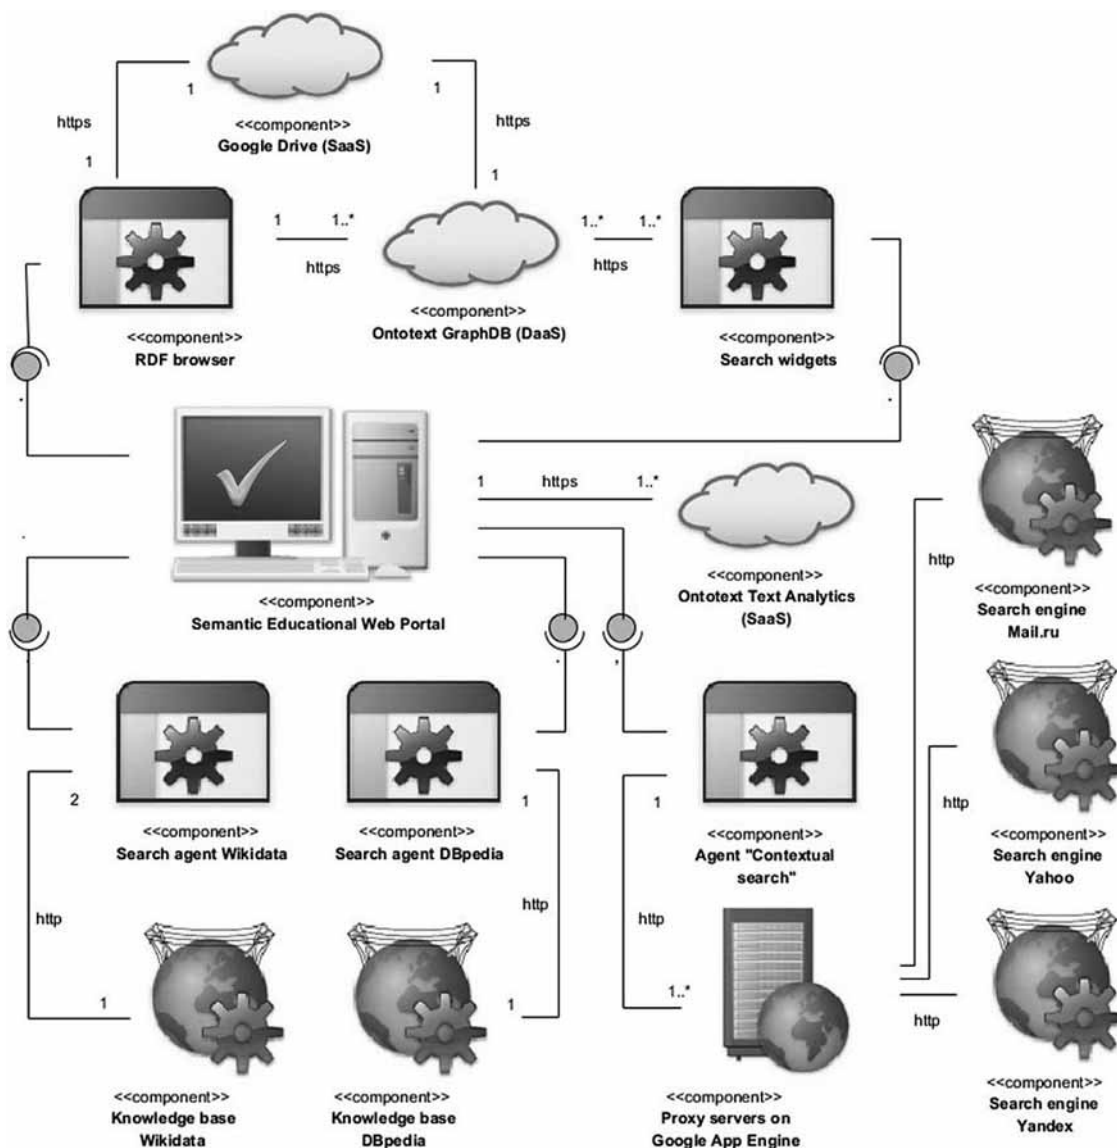 1
1
https
<<component>>
Google Drive (SaaS)
https
1
1
1
1..*
https
1..*
1..*
https
<<component>>
RDF browser
<<component>>
Ontotext GraphDB (DaaS)
<<component>>
Search widgets
1
https
1..*
<<component>>
Ontotext Text Analytics
(SaaS)
http
<<component>>
Search engine
Mail.ru
<<component>>
Semantic Educational Web Portal
2
1
1
http
<<component>>
Search agent Wikidata
<<component>>
Search agent DBpedia
<<component>>
Agent "Contextual
search"
<<component>>
Search engine
Yahoo
http
http
http
1
1
1..*
http
<<component>>
Knowledge base
Wikidata
<<component>>
Knowledge base
DBpedia
<<component>>
Proxy servers on
Google App Engine
<<component>>
Search engine
Yandex